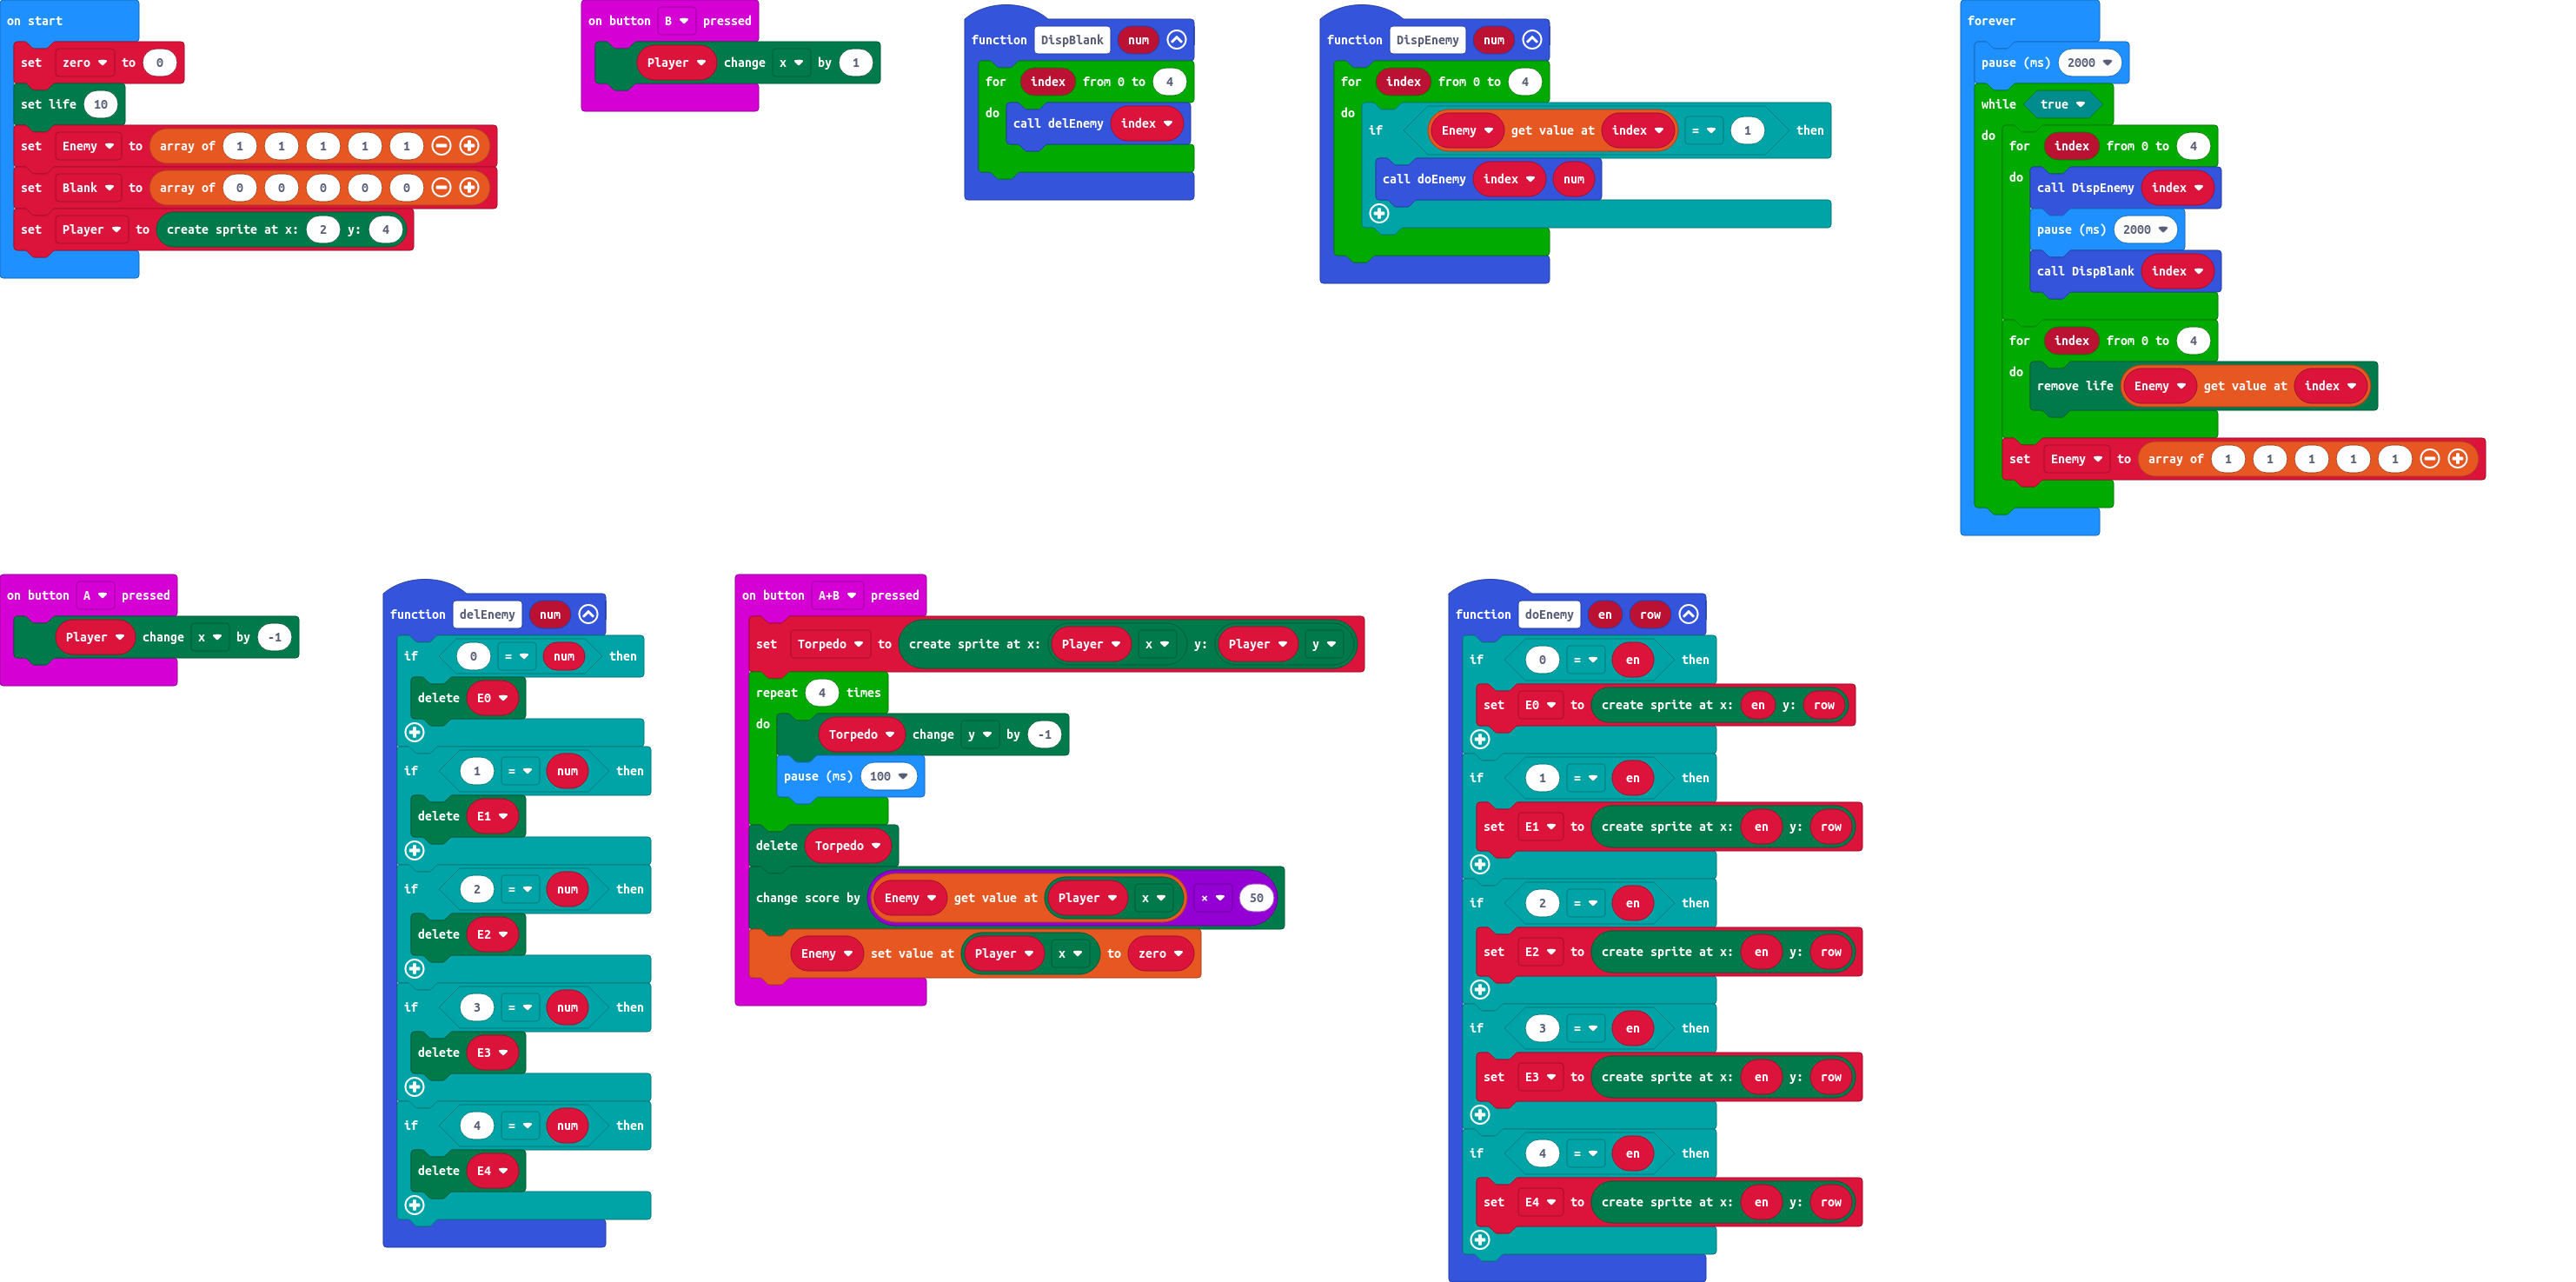 on start
set zero to 0
set life 10
set Enemy to array of 1 1 1 1 1
set Blank to array of 0 0 0 0 0
set Player to create sprite at x: 2 y: 4
on button B pressed
Player change x by 1
function DispBlank num
for index from 0 to 4
do call delEnemy index
function DispEnemy num
for index from 0 to 4
do if Enemy get value at index = 1 then
call doEnemy index num
forever
pause (ms) 2000
while true
do for index from 0 to 4
do call DispEnemy index
pause (ms) 2000
call DispBlank index
for index from 0 to 4
do remove life Enemy get value at index
set Enemy to array of 1 1 1 1 1
on button A pressed
Player change x by -1
function delEnemy num
if 0 = num then
delete E0
if 1 = num then
delete E1
if 2 = num then
delete E2
if 3 = num then
delete E3
if 4 = num then
delete E4
on button A+B pressed
set Torpedo to create sprite at x: Player x y: Player y
repeat 4 times
do Torpedo change y by -1
pause (ms) 100
delete Torpedo
change score by Enemy get value at Player x × 50
Enemy set value at Player x to zero
function doEnemy en row
if 0 = en then
set E0 to create sprite at x: en y: row
if 1 = en then
set E1 to create sprite at x: en y: row
if 2 = en then
set E2 to create sprite at x: en y: row
if 3 = en then
set E3 to create sprite at x: en y: row
if 4 = en then
set E4 to create sprite at x: en y: row